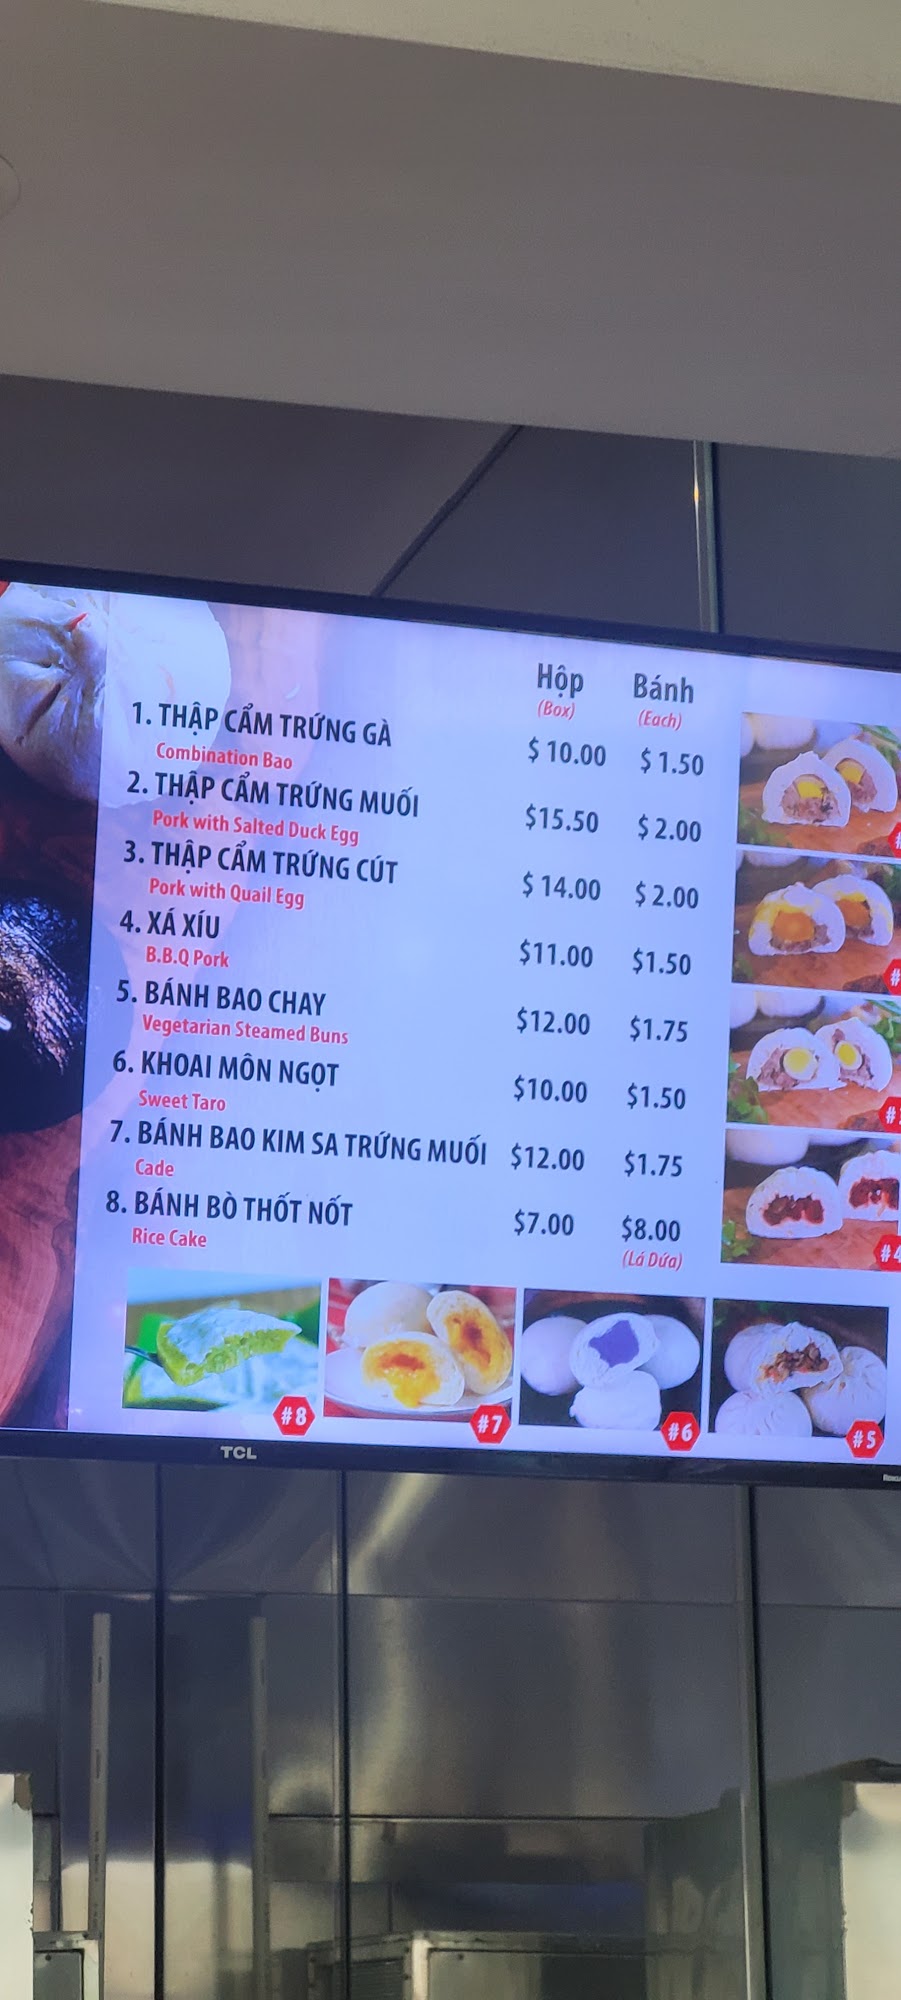 Hộp Bánh
(Box) (Each)
1. THẬP CẨM TRỨNG GÀ $ 10.00 $ 1.50
Combination Bao
2. THẬP CẨM TRỨNG MUỐI $15.50 $ 2.00
Pork with Salted Duck Egg
3. THẬP CẨM TRỨNG CÚT $ 14.00 $ 2.00
Pork with Quail Egg
4. XÁ XÍU $11.00 $1.50
B.B.Q Pork
5. BÁNH BAO CHAY $12.00 $1.75
Vegetarian Steamed Buns
6. KHOAI MÔN NGỌT $10.00 $1.50
Sweet Taro
7. BÁNH BAO KIM SA TRỨNG MUỐI $12.00 $1.75
Cade
8. BÁNH BÒ THỐT NỐT $7.00 $8.00
Rice Cake (Lá Dứa)
#
#
#
#4
#8 #7 #6 #5
TCL